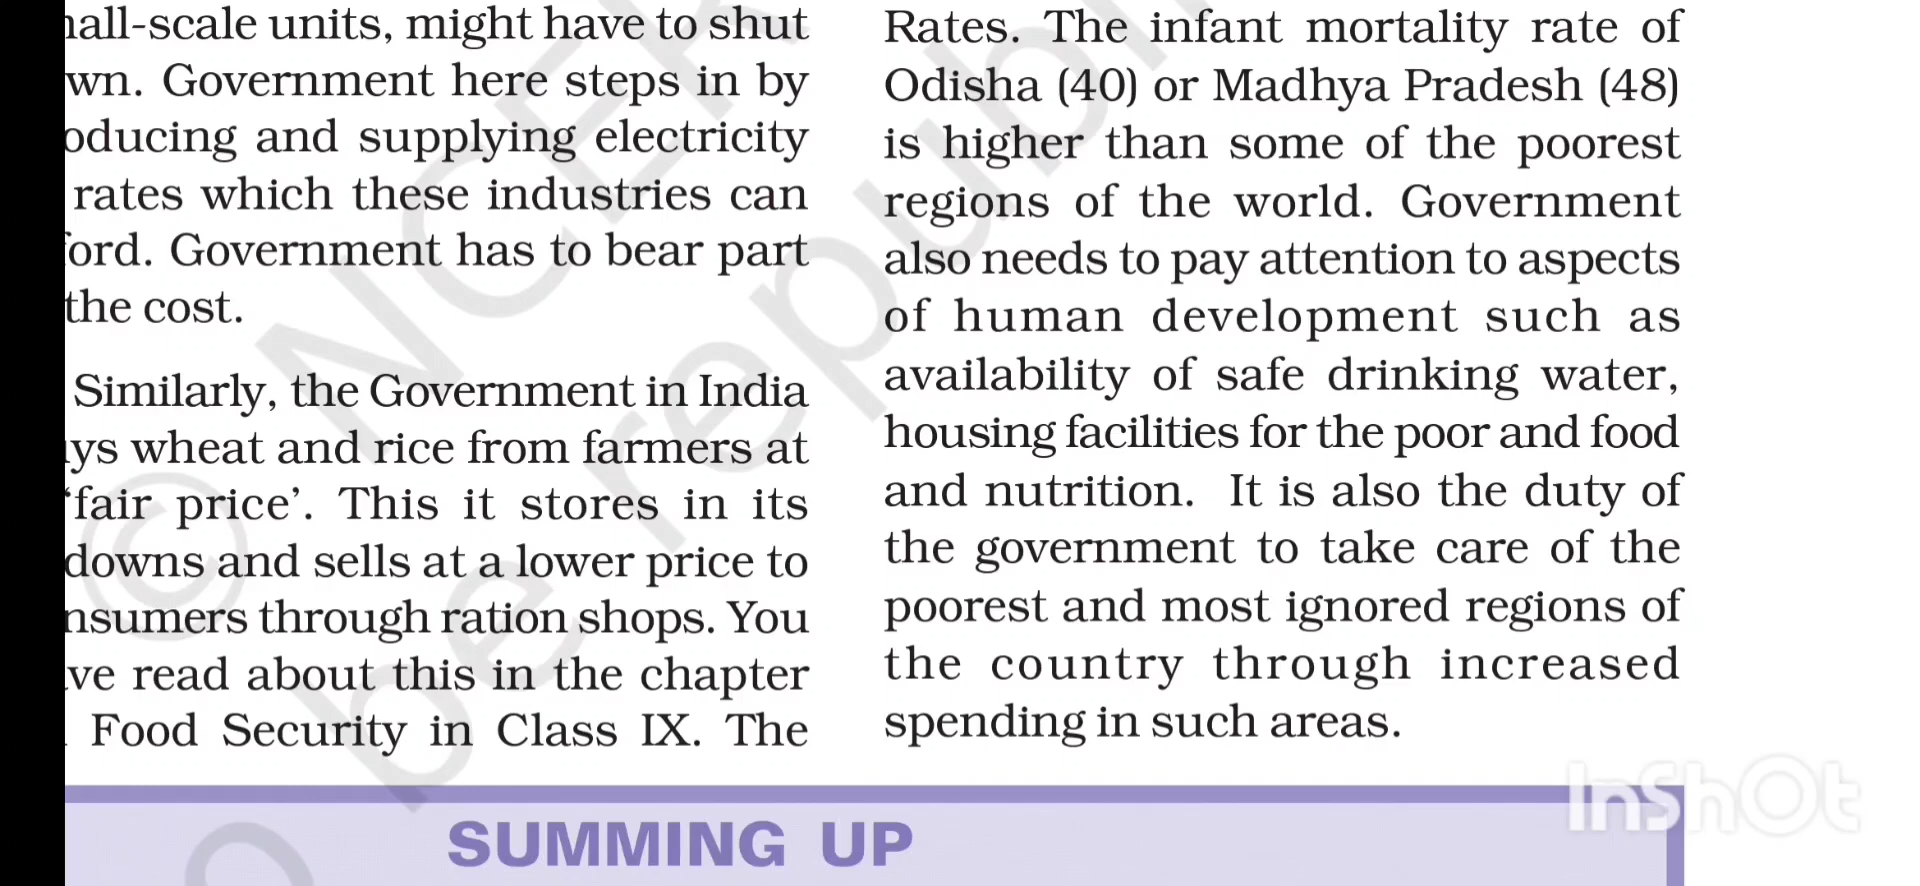 all-scale units, might have to shut
wn. Government here steps in by
oducing and supplying electricity
rates which these industries can
ord. Government has to bear part
the cost.
Similarly, the Government in India
ys wheat and rice from farmers at
‘fair price’. This it stores in its
downs and sells at a lower price to
nsumers through ration shops. You
ve read about this in the chapter
Food Security in Class IX. The
Rates. The infant mortality rate of
Odisha (40) or Madhya Pradesh (48)
is higher than some of the poorest
regions of the world. Government
also needs to pay attention to aspects
of human development such as
availability of safe drinking water,
housing facilities for the poor and food
and nutrition. It is also the duty of
the government to take care of the
poorest and most ignored regions of
the country through increased
spending in such areas.
SUMMING UP
InShOt
© NCER
be republi
o